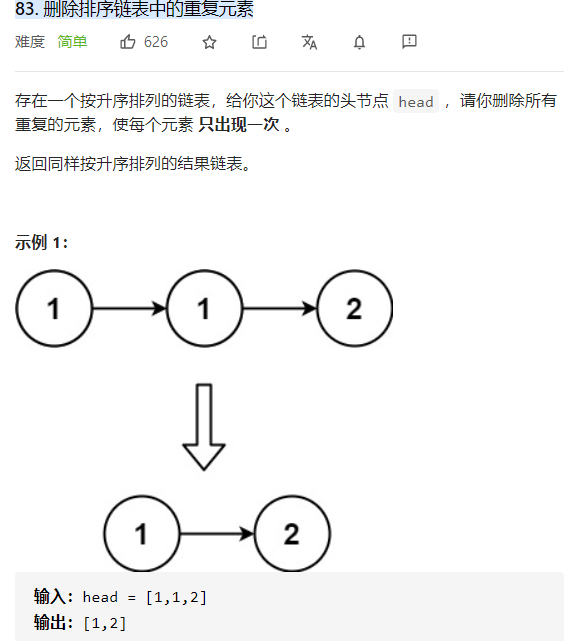 83. 删除排序链表中的重复元素
难度 简单 626
存在一个按升序排列的链表，给你这个链表的头节点 head ，请你删除所有
重复的元素，使每个元素 只出现一次 。
返回同样按升序排列的结果链表。
示例 1：
1 1 2
1 2
输入：head = [1,1,2]
输出：[1,2]